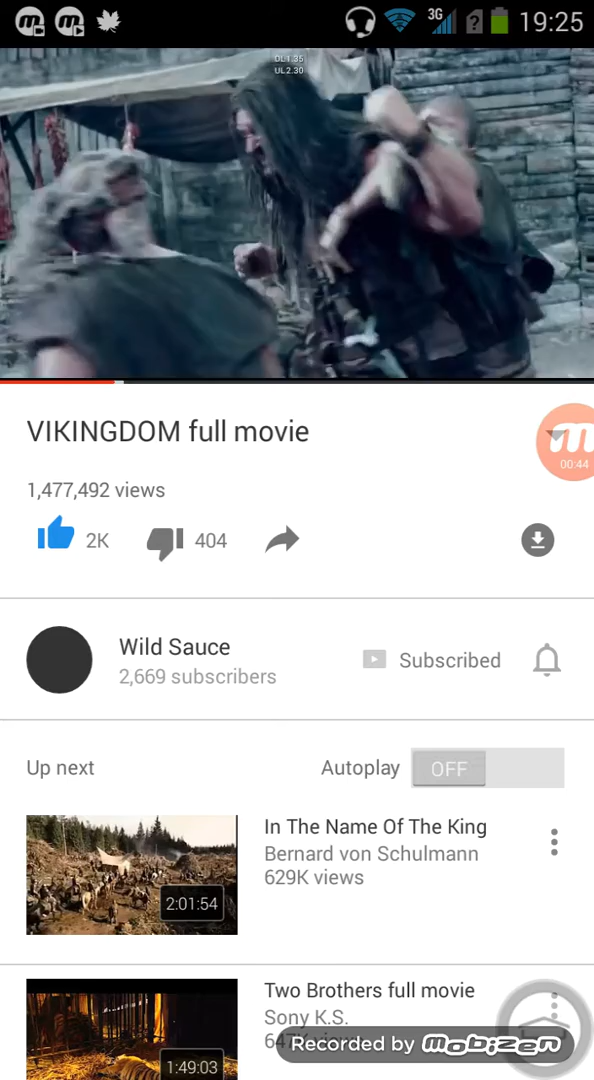 3G
19:25
DL1.35
UL2.30
VIKINGDOM full movie
00:44
1,477,492 views
2K
404
Wild Sauce
2,669 subscribers
Subscribed
Up next
Autoplay
OFF
In The Name Of The King
Bernard von Schulmann
629K views
2:01:54
Two Brothers full movie
Sony K.S.
1:49:03
Recorded by mobizen